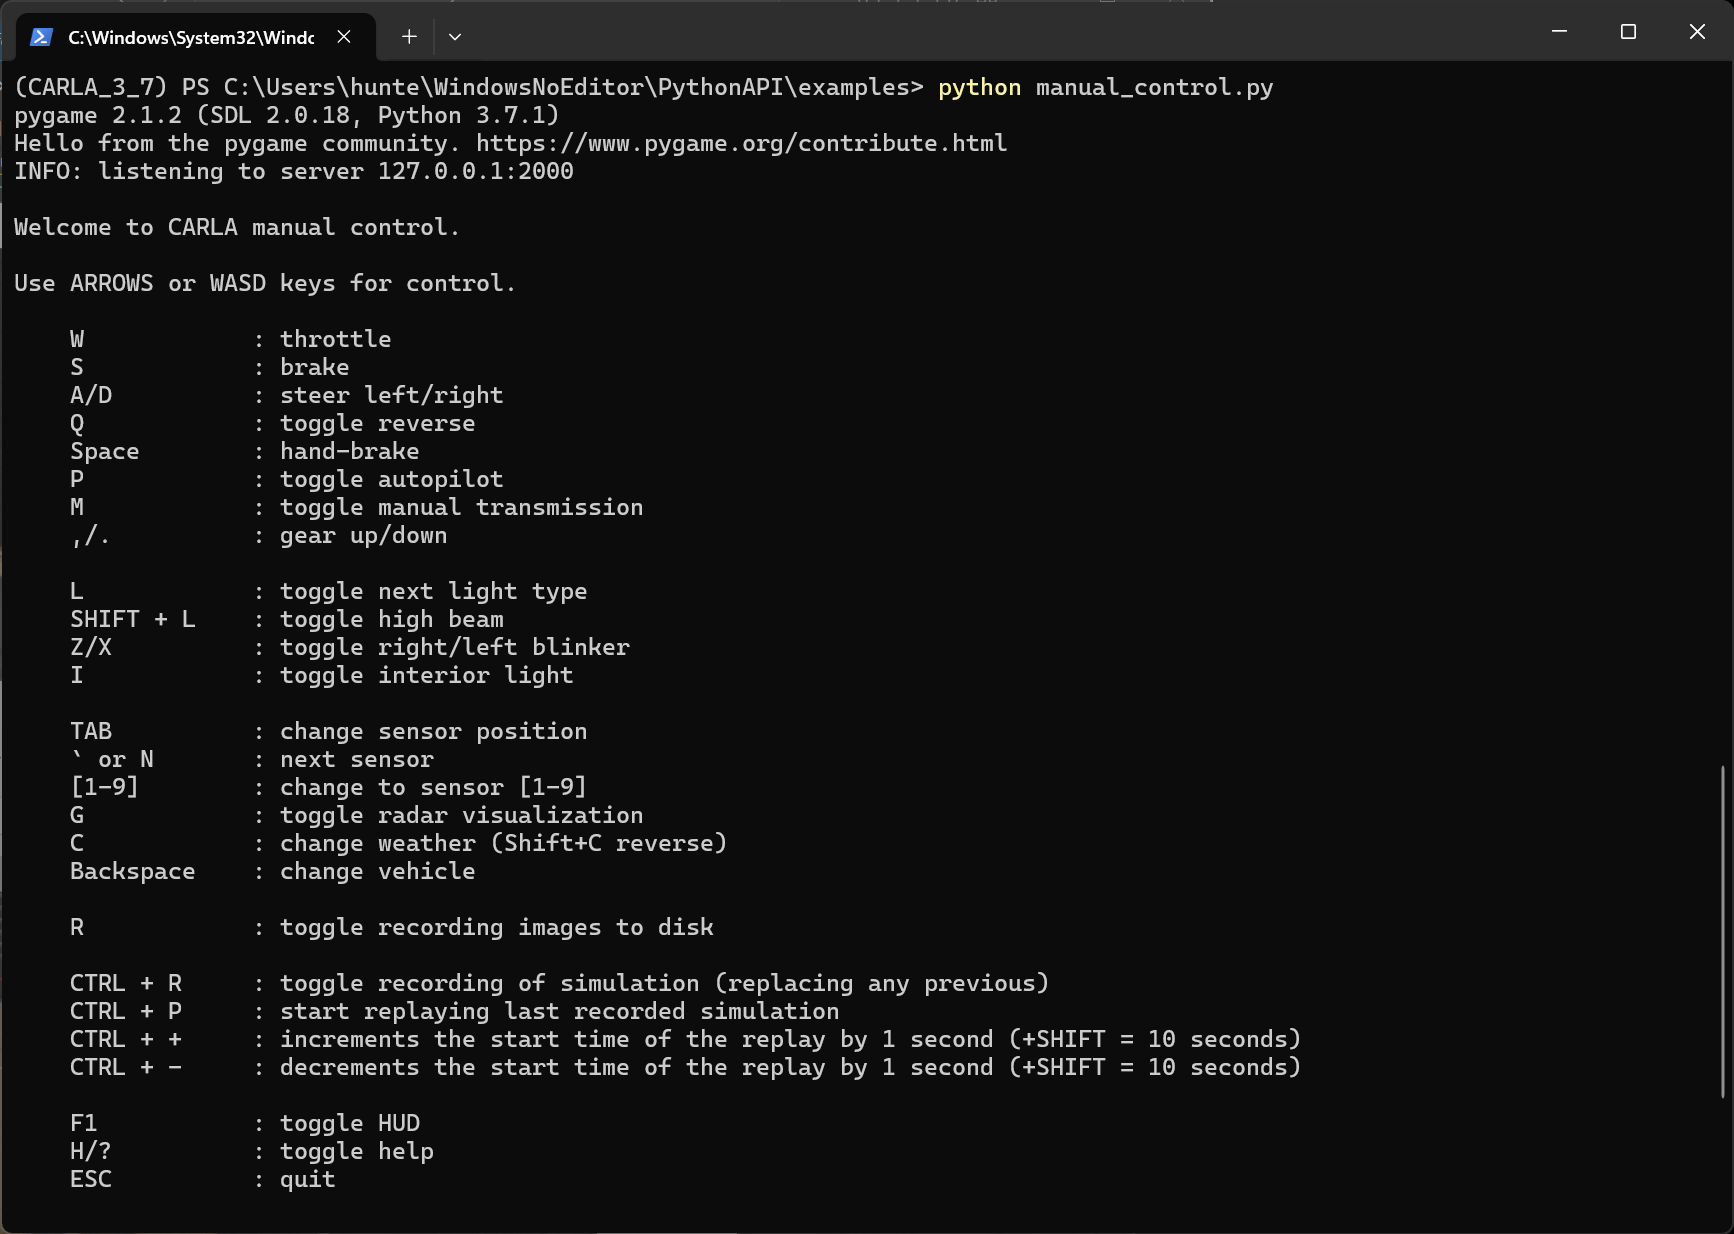 C:\Windows\System32\Windc
(CARLA_3_7) PS C:\Users\hunte\WindowsNoEditor\PythonAPI\examples> python manual_control.py
pygame 2.1.2 (SDL 2.0.18, Python 3.7.1)
Hello from the pygame community. https://www.pygame.org/contribute.html
INFO: listening to server 127.0.0.1:2000
Welcome to CARLA manual control.
Use ARROWS or WASD keys for control.
W : throttle
S : brake
A/D : steer left/right
Q : toggle reverse
Space : hand-brake
P : toggle autopilot
M : toggle manual transmission
,/. : gear up/down
L : toggle next light type
SHIFT + L : toggle high beam
Z/X : toggle right/left blinker
I : toggle interior light
TAB : change sensor position
` or N : next sensor
[1-9] : change to sensor [1-9]
G : toggle radar visualization
C : change weather (Shift+C reverse)
Backspace : change vehicle
R : toggle recording images to disk
CTRL + R : toggle recording of simulation (replacing any previous)
CTRL + P : start replaying last recorded simulation
CTRL + + : increments the start time of the replay by 1 second (+SHIFT = 10 seconds)
CTRL + - : decrements the start time of the replay by 1 second (+SHIFT = 10 seconds)
F1 : toggle HUD
H/? : toggle help
ESC : quit